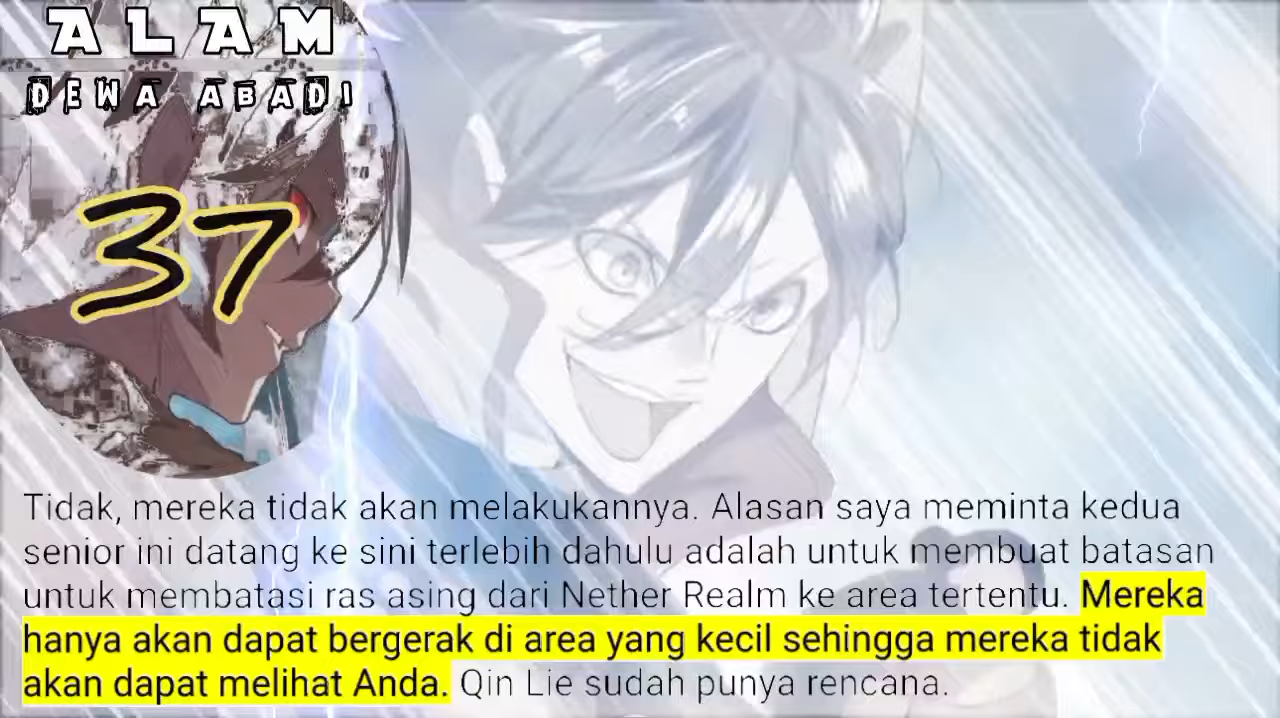 ALAM
DEWA ABADI
37
Tidak, mereka tidak akan melakukannya. Alasan saya meminta kedua
senior ini datang ke sini terlebih dahulu adalah untuk membuat batasan
untuk membatasi ras asing dari Nether Realm ke area tertentu. Mereka
hanya akan dapat bergerak di area yang kecil sehingga mereka tidak
akan dapat melihat Anda. Qin Lie sudah punya rencana.